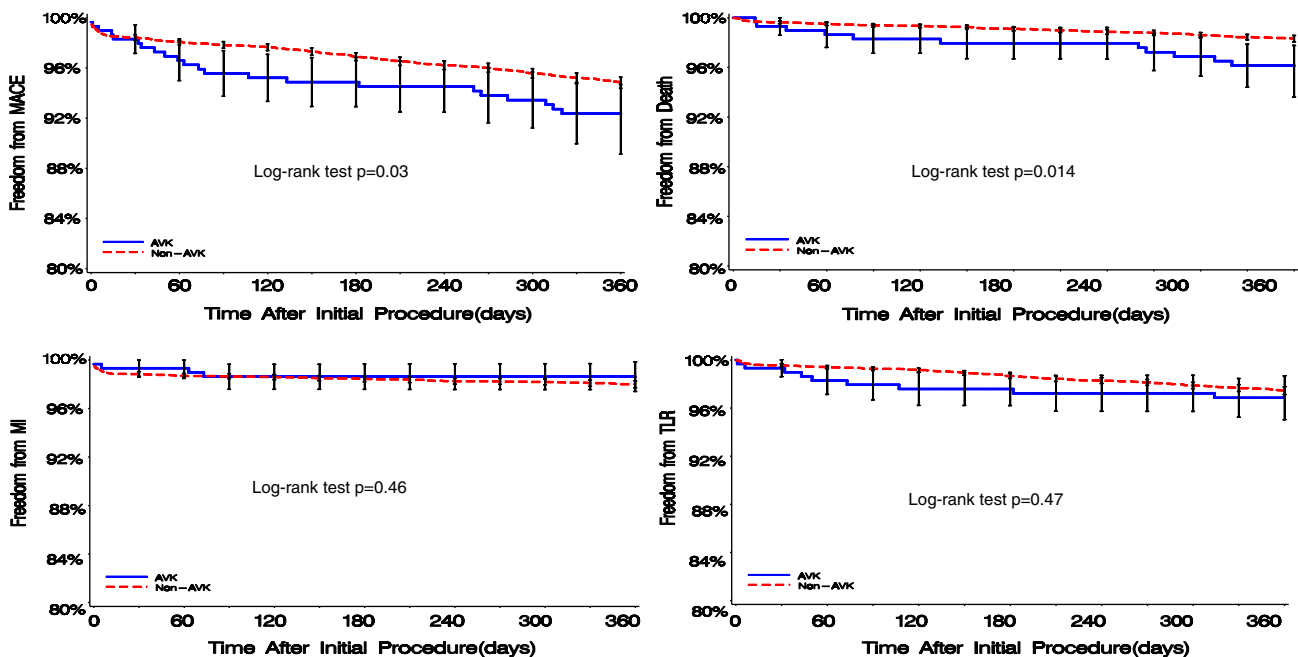 Freedom from MACE
100%
96%
92%
88%
84%
80%
Log-rank test p=0.03
AVK
Non-AVK
0 60 120 180 240 300 360
Time After Initial Procedure(days)
Freedom from Death
100%
96%
92%
88%
84%
80%
Log-rank test p=0.014
AVK
Non-AVK
0 60 120 180 240 300 360
Time After Initial Procedure(days)
Freedom from MI
100%
96%
92%
88%
84%
80%
Log-rank test p=0.46
AVK
Non-AVK
0 60 120 180 240 300 360
Time After Initial Procedure(days)
Freedom from TLR
100%
96%
92%
88%
84%
80%
Log-rank test p=0.47
AVK
Non-AVK
0 60 120 180 240 300 360
Time After Initial Procedure(days)